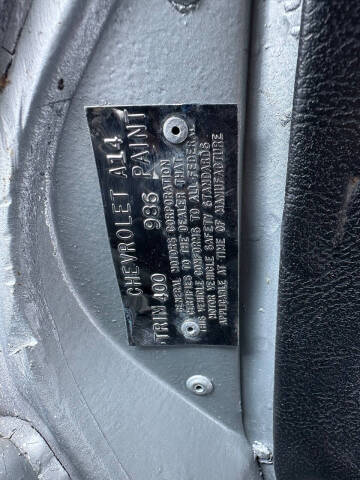 CHEVROLET A14
TRIM 400 986 PAINT
GENERAL MOTORS CORPORATION
CERTIFIES TO THE DEALER THAT
THIS VEHICLE CONFORMS TO ALL FEDERAL
MOTOR VEHICLE SAFETY STANDARDS
APPLICABLE AT TIME OF MANUFACTURE